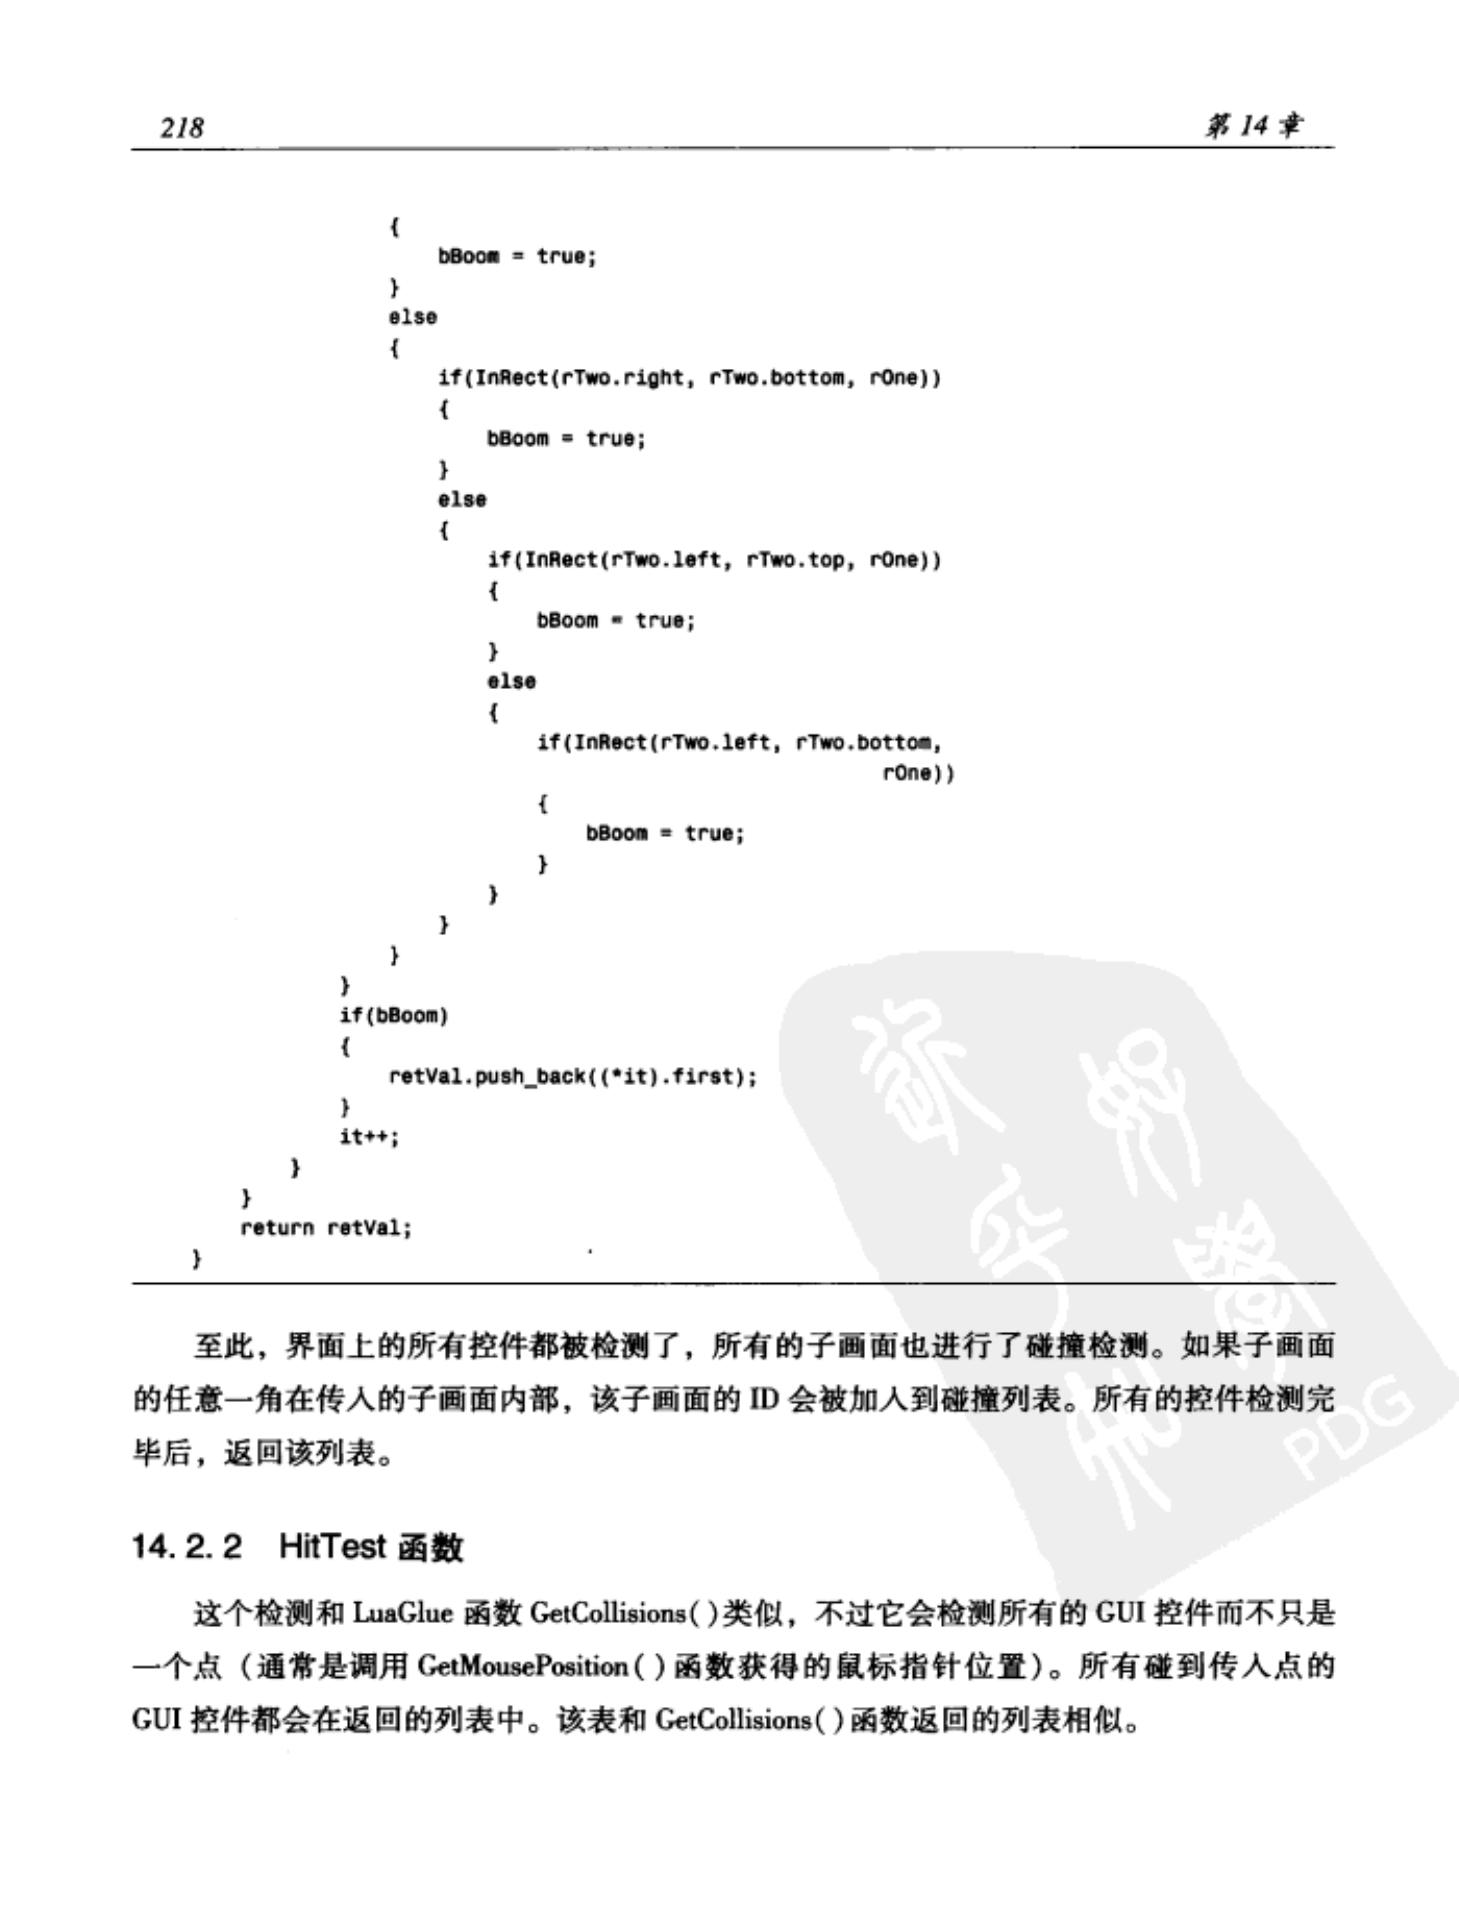 218 第 14 章
{
bBoom = true;
}
else
{
if(InRect(rTwo.right, rTwo.bottom, rOne))
{
bBoom = true;
}
else
{
if(InRect(rTwo.left, rTwo.top, rOne))
{
bBoom = true;
}
else
{
if(InRect(rTwo.left, rTwo.bottom,
rOne))
{
bBoom = true;
}
}
}
}
}
if(bBoom)
{
retVal.push_back((*it).first);
}
it++;
}
}
return retVal;
}
至此，界面上的所有控件都被检测了，所有的子画面也进行了碰撞检测。如果子画面
的任意一角在传入的子画面内部，该子画面的 ID 会被加入到碰撞列表。所有的控件检测完
毕后，返回该列表。
14. 2. 2 HitTest 函数
这个检测和 LuaGlue 函数 GetCollisions( )类似，不过它会检测所有的 GUI 控件而不只是
一个点（通常是调用 GetMousePosition ( ) 函数获得的鼠标指针位置）。所有碰到传入点的
GUI 控件都会在返回的列表中。该表和 GetCollisions( )函数返回的列表相似。
PDG